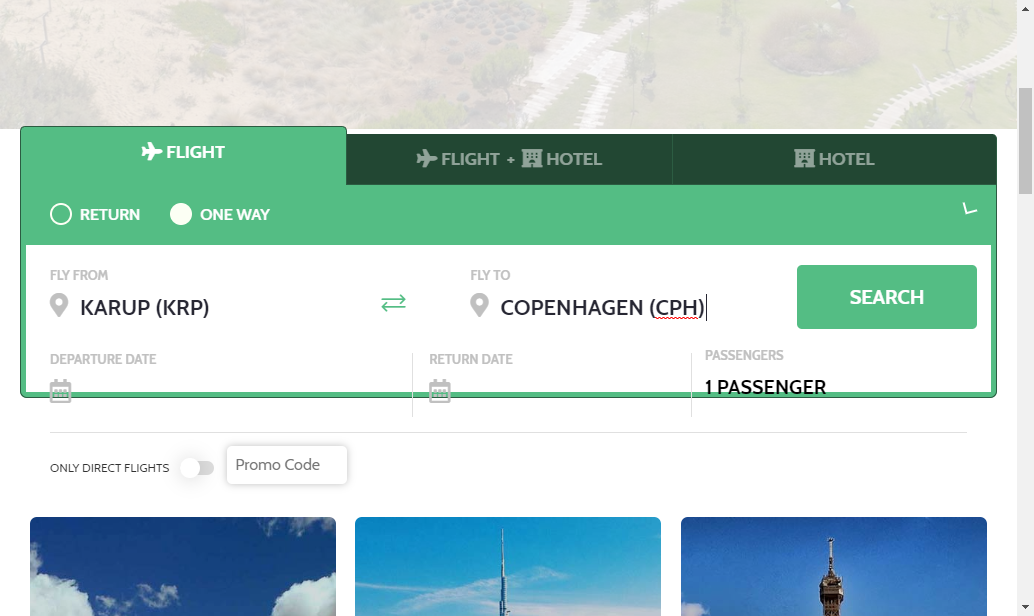 FLIGHT
FLIGHT + HOTEL
HOTEL
RETURN
ONE WAY
FLY FROM
FLY TO
KARUP (KRP)
COPENHAGEN (CPH)
SEARCH
DEPARTURE DATE
RETURN DATE
PASSENGERS
1 PASSENGER
ONLY DIRECT FLIGHTS
Promo Code